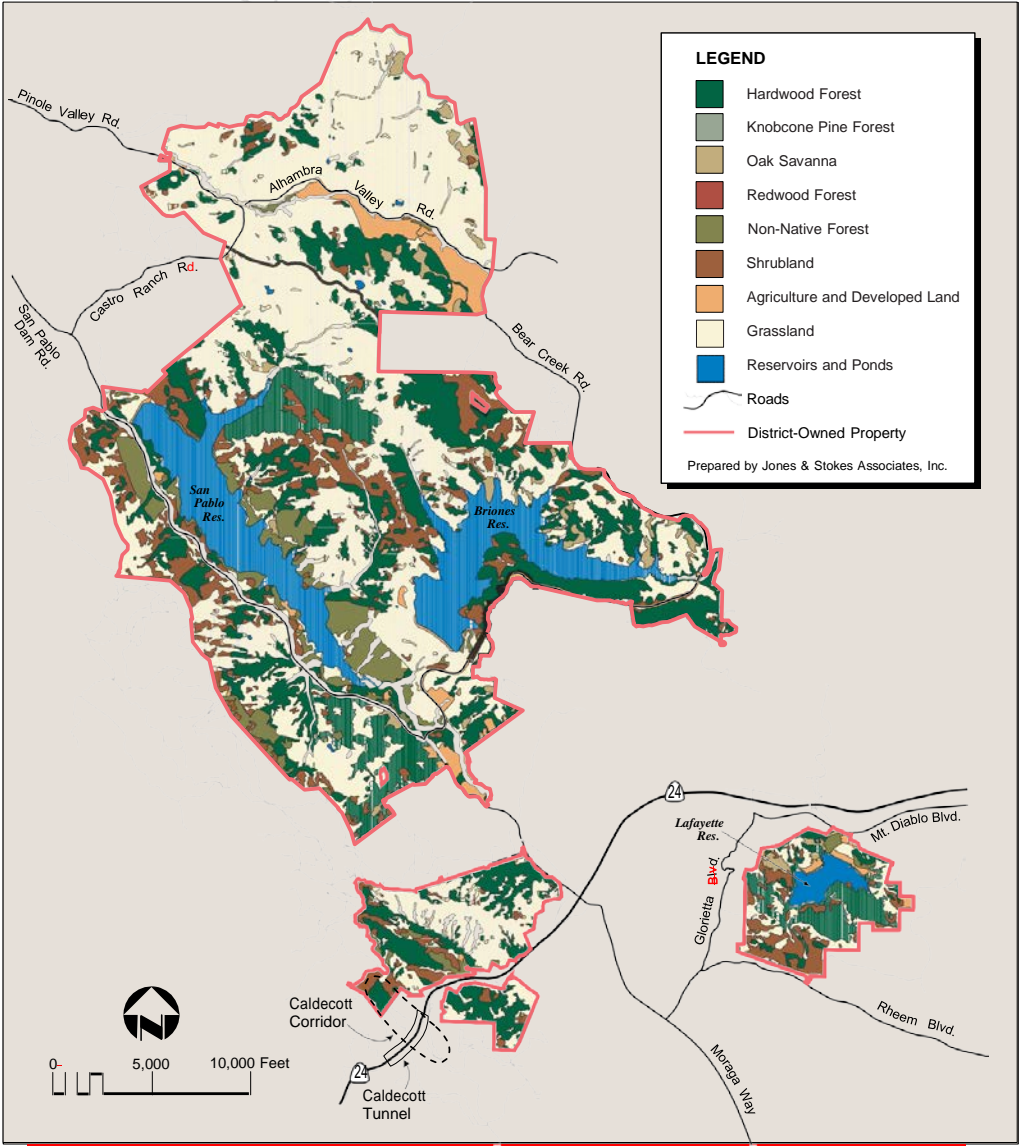 LEGEND
Hardwood Forest
Knobcone Pine Forest
Oak Savanna
Redwood Forest
Non-Native Forest
Shrubland
Agriculture and Developed Land
Grassland
Reservoirs and Ponds
Roads
District-Owned Property
Prepared by Jones & Stokes Associates, Inc.
Pinole Valley Rd.
Alhambra
Valley
Rd.
Castro Ranch Rd.
San Pablo
Dam Rd.
Bear Creek Rd.
San
Pablo
Res.
Briones
Res.
24
Lafayette
Res.
Mt. Diablo Blvd.
Glorietta Blvd.
Rheem Blvd.
Moraga Way
Caldecott
Corridor
24
Caldecott
Tunnel
N
0
5,000
10,000 Feet